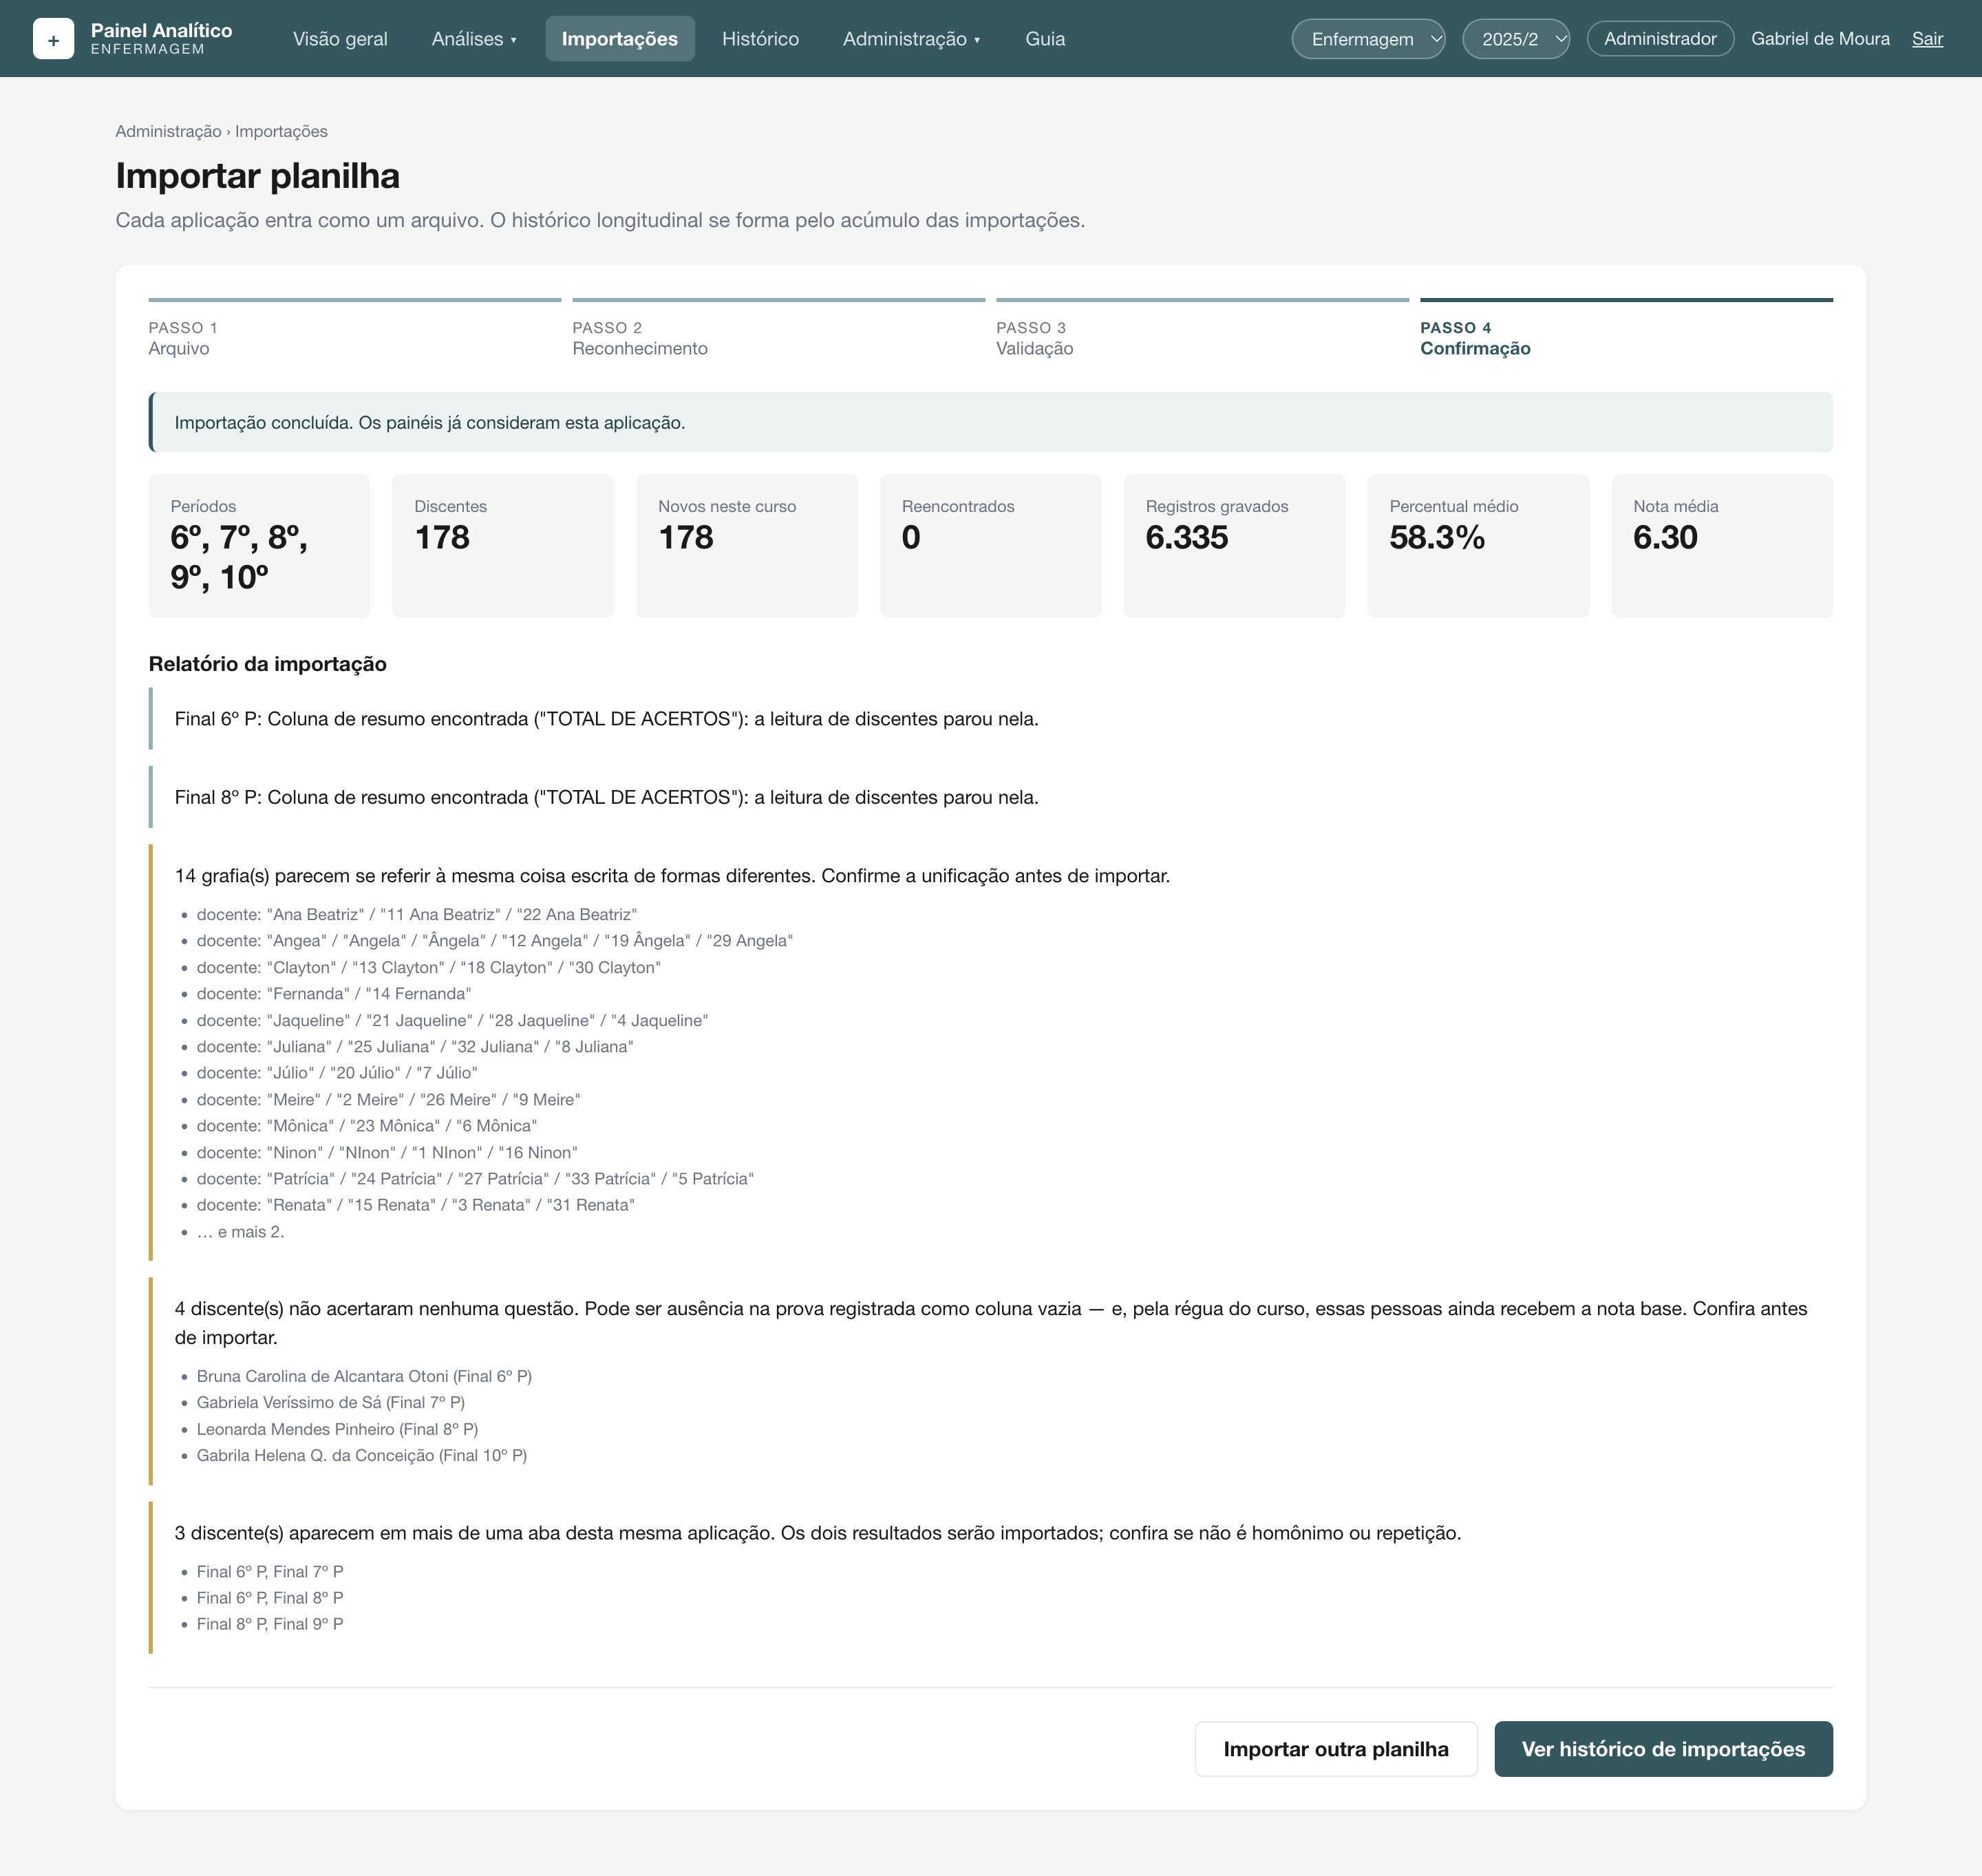 +
Painel Analítico
ENFERMAGEM
Visão geral
Análises ▾
Importações
Histórico
Administração ▾
Guia
Enfermagem
2025/2
Administrador
Gabriel de Moura
Sair
Administração › Importações
Importar planilha
Cada aplicação entra como um arquivo. O histórico longitudinal se forma pelo acúmulo das importações.
PASSO 1
Arquivo
PASSO 2
Reconhecimento
PASSO 3
Validação
PASSO 4
Confirmação
Importação concluída. Os painéis já consideram esta aplicação.
Períodos
6º, 7º, 8º,
9º, 10º
Discentes
178
Novos neste curso
178
Reencontrados
0
Registros gravados
6.335
Percentual médio
58.3%
Nota média
6.30
Relatório da importação
Final 6º P: Coluna de resumo encontrada ("TOTAL DE ACERTOS"): a leitura de discentes parou nela.
Final 8º P: Coluna de resumo encontrada ("TOTAL DE ACERTOS"): a leitura de discentes parou nela.
14 grafia(s) parecem se referir à mesma coisa escrita de formas diferentes. Confirme a unificação antes de importar.
• docente: "Ana Beatriz" / "11 Ana Beatriz" / "22 Ana Beatriz"
• docente: "Angea" / "Angela" / "Ângela" / "12 Angela" / "19 Ângela" / "29 Angela"
• docente: "Clayton" / "13 Clayton" / "18 Clayton" / "30 Clayton"
• docente: "Fernanda" / "14 Fernanda"
• docente: "Jaqueline" / "21 Jaqueline" / "28 Jaqueline" / "4 Jaqueline"
• docente: "Juliana" / "25 Juliana" / "32 Juliana" / "8 Juliana"
• docente: "Júlio" / "20 Júlio" / "7 Júlio"
• docente: "Meire" / "2 Meire" / "26 Meire" / "9 Meire"
• docente: "Mônica" / "23 Mônica" / "6 Mônica"
• docente: "Ninon" / "NInon" / "1 NInon" / "16 Ninon"
• docente: "Patrícia" / "24 Patrícia" / "27 Patrícia" / "33 Patrícia" / "5 Patrícia"
• docente: "Renata" / "15 Renata" / "3 Renata" / "31 Renata"
• … e mais 2.
4 discente(s) não acertaram nenhuma questão. Pode ser ausência na prova registrada como coluna vazia — e, pela régua do curso, essas pessoas ainda recebem a nota base. Confira antes
de importar.
• Bruna Carolina de Alcantara Otoni (Final 6º P)
• Gabriela Veríssimo de Sá (Final 7º P)
• Leonarda Mendes Pinheiro (Final 8º P)
• Gabrila Helena Q. da Conceição (Final 10º P)
3 discente(s) aparecem em mais de uma aba desta mesma aplicação. Os dois resultados serão importados; confira se não é homônimo ou repetição.
• Final 6º P, Final 7º P
• Final 6º P, Final 8º P
• Final 8º P, Final 9º P
Importar outra planilha
Ver histórico de importações